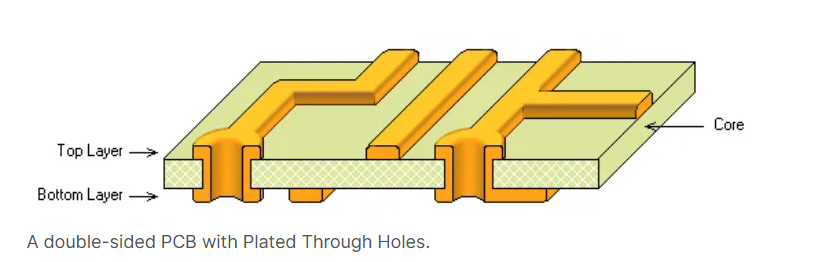 Top Layer
Core
Bottom Layer
A double-sided PCB with Plated Through Holes.